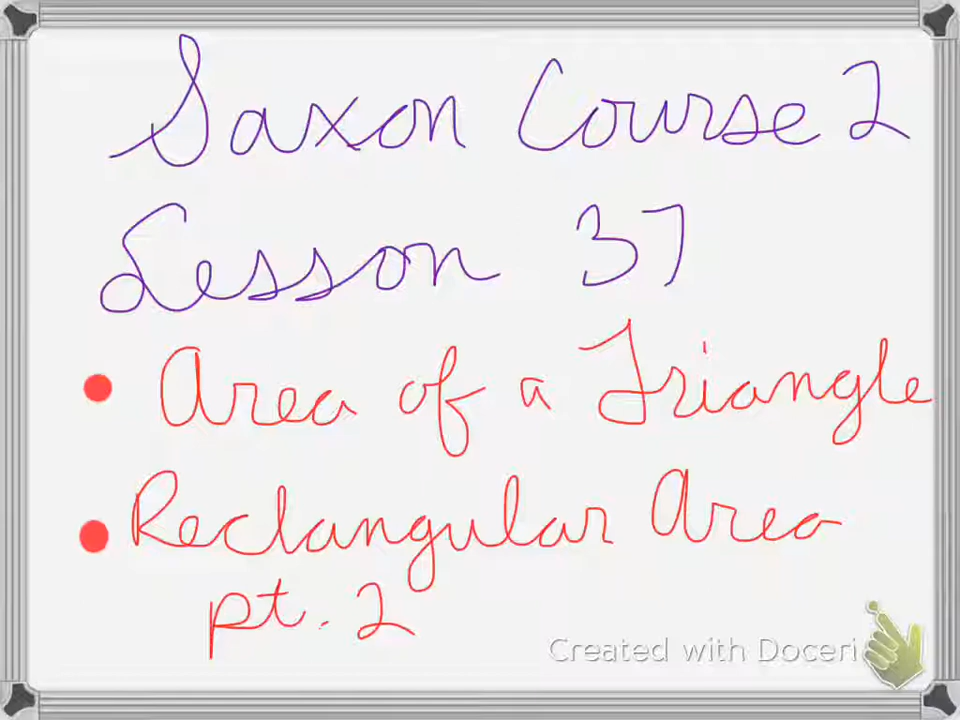 Saxon Course 2
Lesson 37
• Area of a Triangle
• Rectangular Area
pt. 2
Created with Doceri